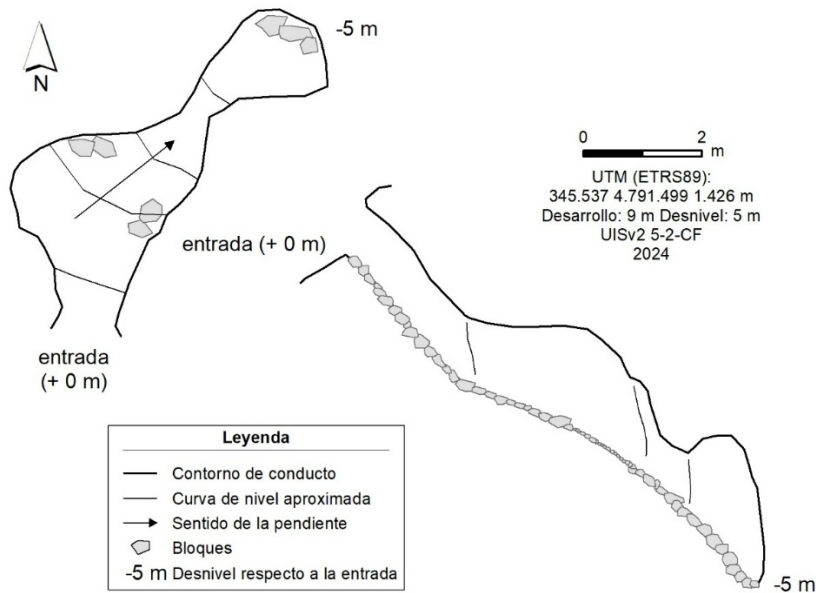 -5 m
N
0 2
m
UTM (ETRS89):
345.537 4.791.499 1.426 m
Desarrollo: 9 m Desnivel: 5 m
UISv2 5-2-CF
2024
entrada (+ 0 m)
entrada
(+ 0 m)
Leyenda
Contorno de conducto
Curva de nivel aproximada
Sentido de la pendiente
Bloques
-5 m Desnivel respecto a la entrada
-5 m